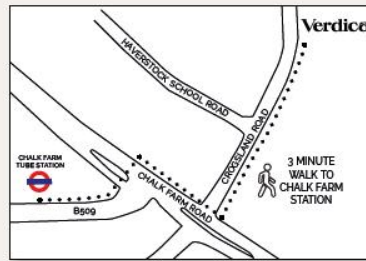 Verdica
HAVERSTOCK SCHOOL ROAD
CROGSLAND ROAD
CHALK FARM
TUBE STATION
CHALK FARM ROAD
B509
3 MINUTE
WALK TO
CHALK FARM
STATION